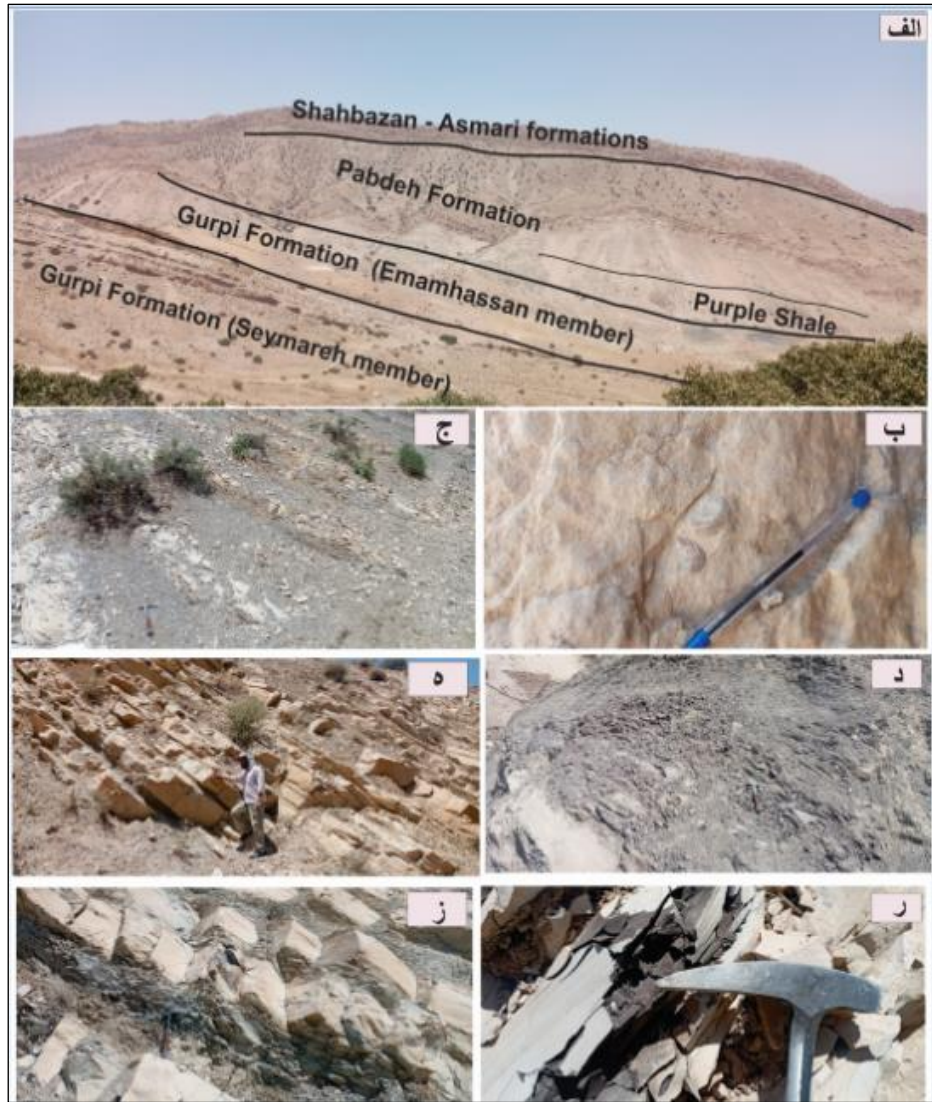 الف
Shahbazan - Asmari formations
Pabdeh Formation
Gurpi Formation (Emamhassan member)
Purple Shale
Gurpi Formation (Seymareh member)
ب
ج
د
ه
ر
ز